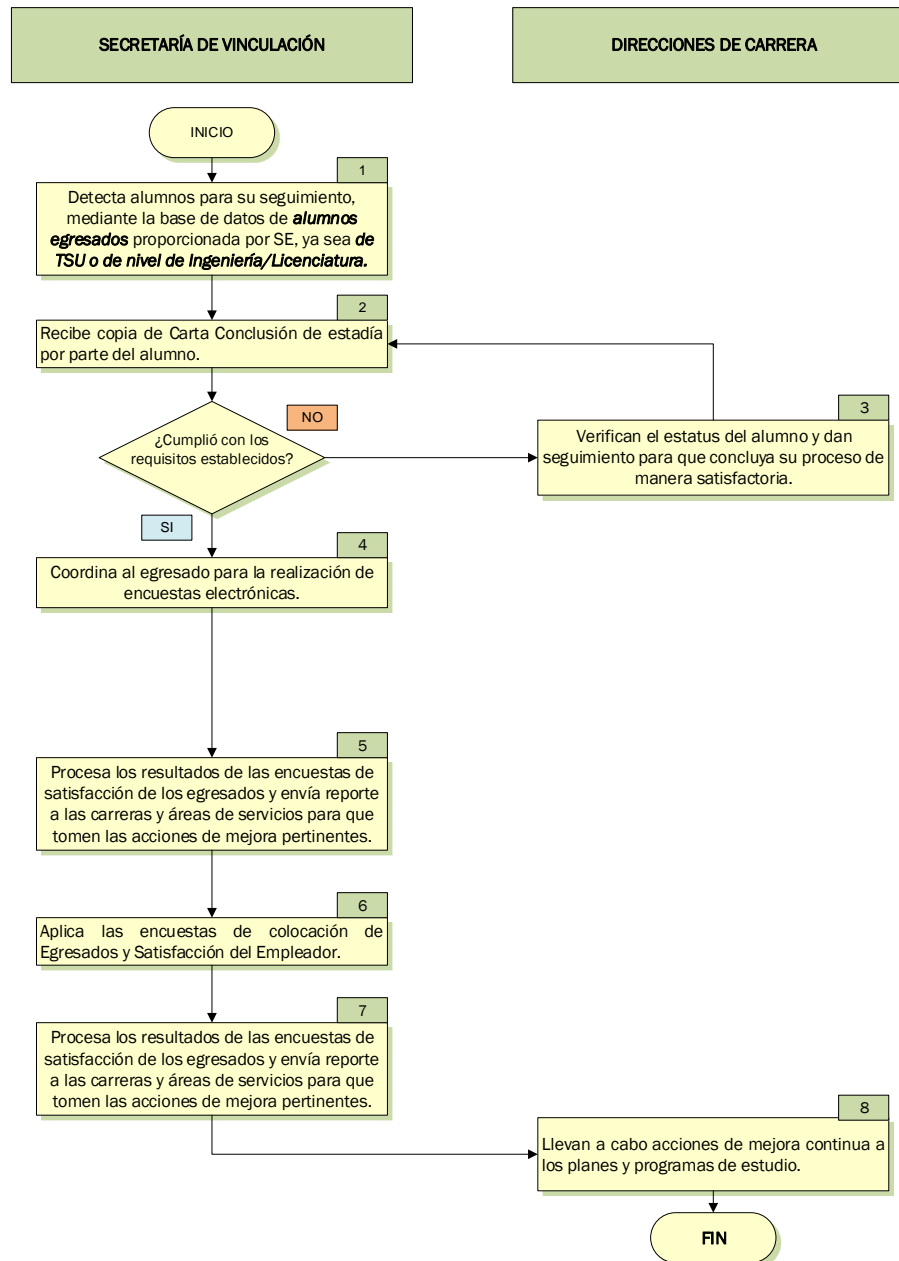 SECRETARÍA DE VINCULACIÓN
DIRECCIONES DE CARRERA
INICIO
1
Detecta alumnos para su seguimiento,
mediante la base de datos de alumnos
egresados proporcionada por SE, ya sea de
TSU o de nivel de Ingeniería/Licenciatura.
2
Recibe copia de Carta Conclusión de estadía
por parte del alumno.
¿Cumplió con los
requisitos establecidos?
NO
3
Verifican el estatus del alumno y dan
seguimiento para que concluya su proceso de
manera satisfactoria.
SI
4
Coordina al egresado para la realización de
encuestas electrónicas.
5
Procesa los resultados de las encuestas de
satisfacción de los egresados y envía reporte
a las carreras y áreas de servicios para que
tomen las acciones de mejora pertinentes.
6
Aplica las encuestas de colocación de
Egresados y Satisfacción del Empleador.
7
Procesa los resultados de las encuestas de
satisfacción de los egresados y envía reporte
a las carreras y áreas de servicios para que
tomen las acciones de mejora pertinentes.
8
Llevan a cabo acciones de mejora continua a
los planes y programas de estudio.
FIN